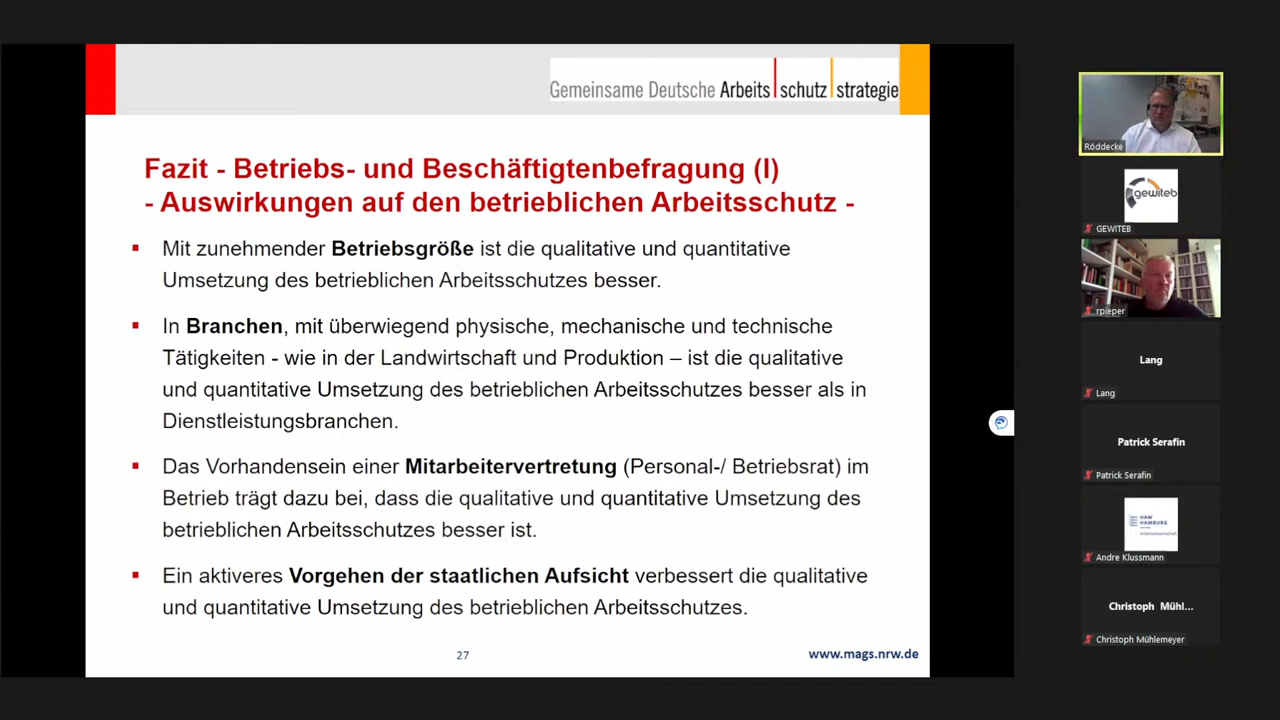 Gemeinsame Deutsche Arbeitsschutzstrategie
Fazit - Betriebs- und Beschäftigtenbefragung (I)
- Auswirkungen auf den betrieblichen Arbeitsschutz -
▪ Mit zunehmender Betriebsgröße ist die qualitative und quantitative
Umsetzung des betrieblichen Arbeitsschutzes besser.
▪ In Branchen, mit überwiegend physische, mechanische und technische
Tätigkeiten - wie in der Landwirtschaft und Produktion – ist die qualitative
und quantitative Umsetzung des betrieblichen Arbeitsschutzes besser als in
Dienstleistungsbranchen.
▪ Das Vorhandensein einer Mitarbeitervertretung (Personal-/ Betriebsrat) im
Betrieb trägt dazu bei, dass die qualitative und quantitative Umsetzung des
betrieblichen Arbeitsschutzes besser ist.
▪ Ein aktiveres Vorgehen der staatlichen Aufsicht verbessert die qualitative
und quantitative Umsetzung des betrieblichen Arbeitsschutzes.
27
www.mags.nrw.de
Röddecke
gewiteb
GEWITEB
rpieper
Lang
Lang
Patrick Serafin
Patrick Serafin
HAW
HAMBURG
Andre Klussmann
Christoph Mühl...
Christoph Mühlemeyer